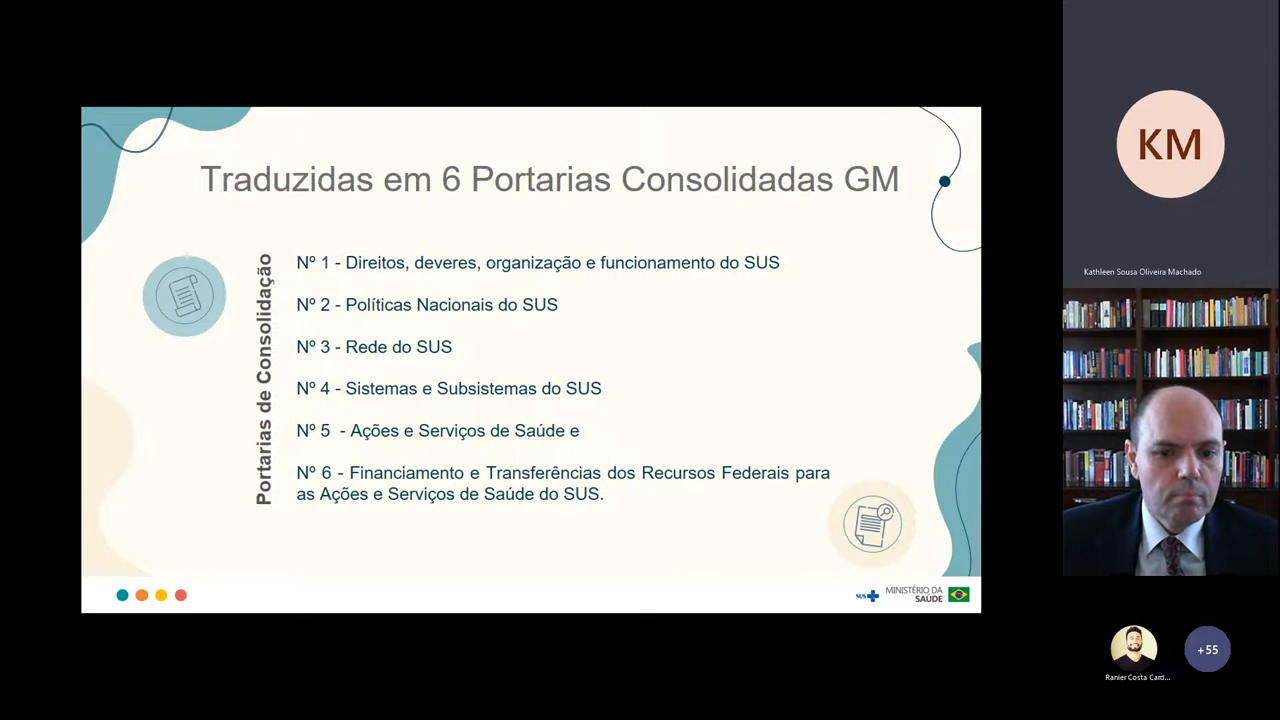 Traduzidas em 6 Portarias Consolidadas GM
Portarias de Consolidação
Nº 1 - Direitos, deveres, organização e funcionamento do SUS
Nº 2 - Políticas Nacionais do SUS
Nº 3 - Rede do SUS
Nº 4 - Sistemas e Subsistemas do SUS
Nº 5 - Ações e Serviços de Saúde e
Nº 6 - Financiamento e Transferências dos Recursos Federais para
as Ações e Serviços de Saúde do SUS.
SUS
MINISTÉRIO DA
SAÚDE
KM
Kathleen Sousa Oliveira Machado
Ranier Costa Card...
+55